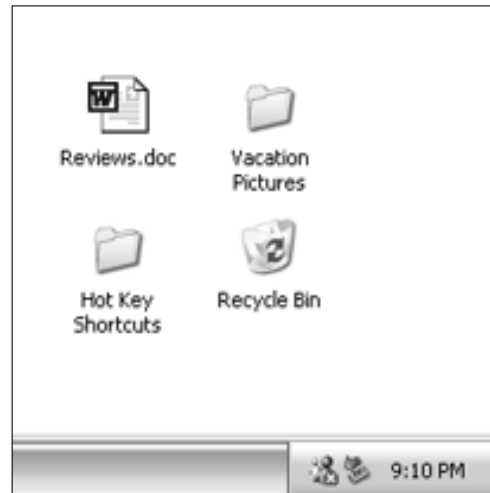 W
Reviews.doc
Vacation
Pictures
Hot Key
Shortcuts
Recycle Bin
9:10 PM